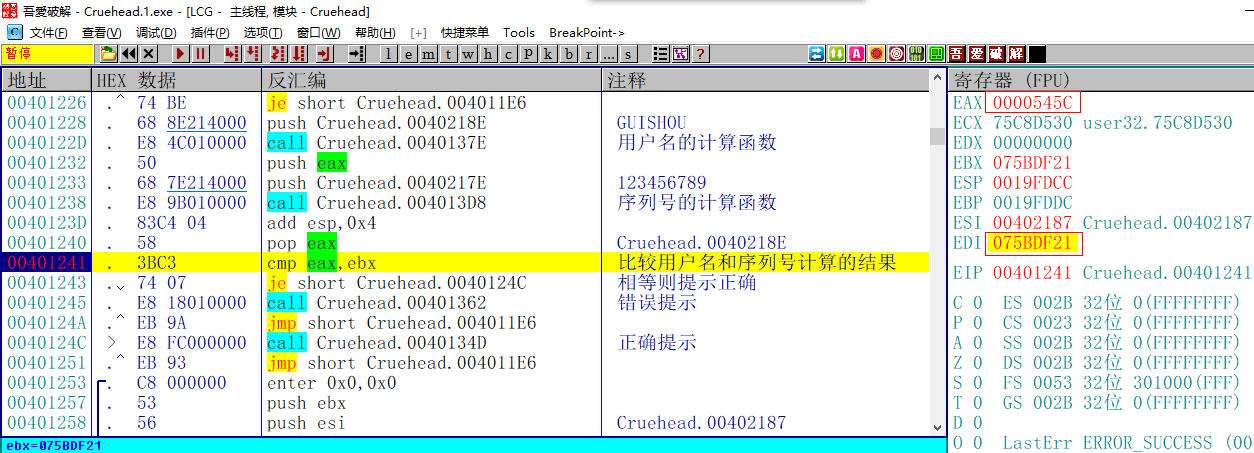 吾愛破解 - Cruehead.1.exe - [LCG - 主线程, 模块 - Cruehead]
C 文件(F) 查看(V) 调试(D) 插件(P) 选项(T) 窗口(W) 帮助(H) [+] 快捷菜单 Tools BreakPoint->
暂停 l e m t w h c p k b r ... s ? 吾 爱 破 解
地址 HEX 数据 反汇编 注释 寄存器 (FPU)
00401226 .^ 74 BE je short Cruehead.004011E6
00401228 . 68 8E214000 push Cruehead.0040218E GUISHOU
0040122D . E8 4C010000 call Cruehead.0040137E 用户名的计算函数
00401232 . 50 push eax
00401233 . 68 7E214000 push Cruehead.0040217E 123456789
00401238 . E8 9B010000 call Cruehead.004013D8 序列号的计算函数
0040123D . 83C4 04 add esp,0x4
00401240 . 58 pop eax Cruehead.0040218E
00401241 . 3BC3 cmp eax,ebx 比较用户名和序列号计算的结果
00401243 .v 74 07 je short Cruehead.0040124C 相等则提示正确
00401245 . E8 18010000 call Cruehead.00401362 错误提示
0040124A .^ EB 9A jmp short Cruehead.004011E6
0040124C > E8 FC000000 call Cruehead.0040134D 正确提示
00401251 .^ EB 93 jmp short Cruehead.004011E6
00401253 . C8 000000 enter 0x0,0x0
00401257 . 53 push ebx
00401258 . 56 push esi Cruehead.00402187
EAX 0000545C
ECX 75C8D530 user32.75C8D530
EDX 00000000
EBX 075BDF21
ESP 0019FDCC
EBP 0019FDDC
ESI 00402187 Cruehead.00402187
EDI 075BDF21
EIP 00401241 Cruehead.00401241
C 0 ES 002B 32位 0(FFFFFFFF)
P 0 CS 0023 32位 0(FFFFFFFF)
A 0 SS 002B 32位 0(FFFFFFFF)
Z 0 DS 002B 32位 0(FFFFFFFF)
S 0 FS 0053 32位 301000(FFF)
T 0 GS 002B 32位 0(FFFFFFFF)
D 0
O 0 LastErr ERROR_SUCCESS (00
ebx=075BDF21